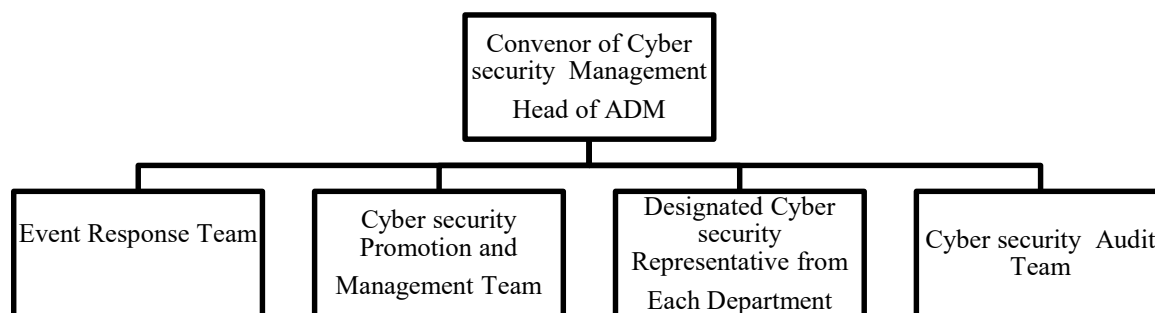 Convenor of Cyber
security Management
Head of ADM
Event Response Team
Cyber security
Promotion and
Management Team
Designated Cyber
security
Representative from
Each Department
Cyber security Audit
Team